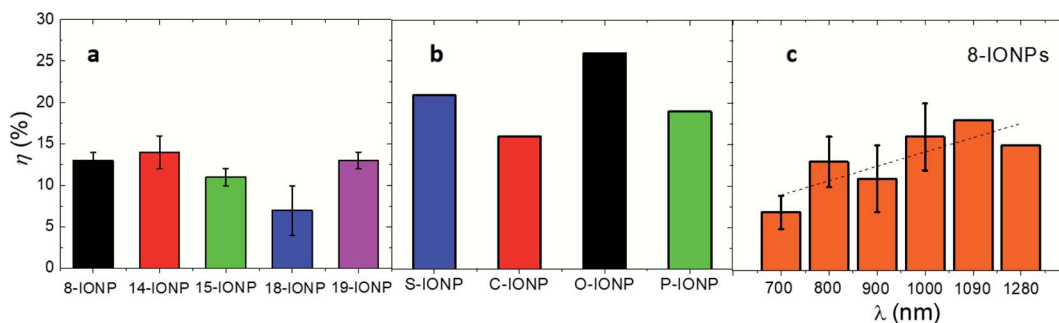 a
b
c
8-IONPs
η (%)
30
25
20
15
10
5
0
8-IONP 14-IONP 15-IONP 18-IONP 19-IONP
S-IONP C-IONP O-IONP P-IONP
700 800 900 1000 1090 1280
λ (nm)